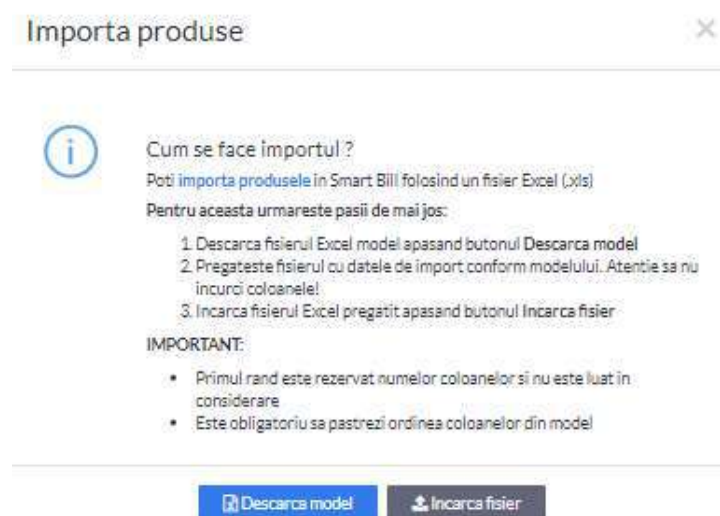 Importa produse
Cum se face importul ?
Poti importa produsele in Smart Bill folosind un fisier Excel (.xls)
Pentru aceasta urmareste pasii de mai jos:
1. Descarca fisierul Excel model apasand butonul Descarca model
2. Pregateste fisierul cu datele de import conform modelului. Atentie sa nu
incurci coloanele!
3. Incarca fisierul Excel pregatit apasand butonul Incarca fisier
IMPORTANT:
• Primul rand este rezervat numelor coloanelor si nu este luat in
considerare
• Este obligatoriu sa pastrezi ordinea coloanelor din model
Descarca model
Incarca fisier